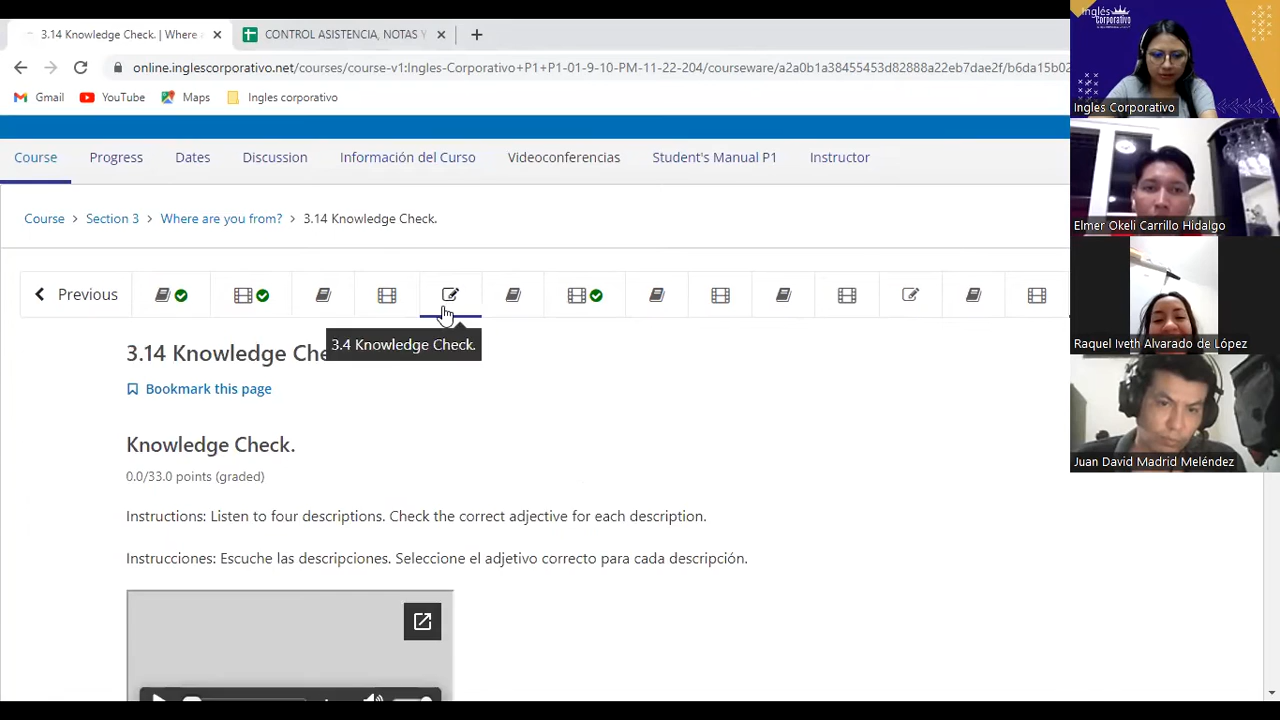 3.14 Knowledge Check. | Where
CONTROL ASISTENCIA, NOTAS
online.inglescorporativo.net/courses/course-v1:Ingles-Corporativo+P1+P1-01-9-10-PM-11-22-204/courseware/a2a0b1a38455453d82888a22eb7dae2f/b6da15b02
Gmail
YouTube
Maps
Ingles corporativo
Course
Progress
Dates
Discussion
Información del Curso
Videoconferencias
Student's Manual P1
Instructor
Course > Section 3 > Where are you from? > 3.14 Knowledge Check.
Previous
3.4 Knowledge Check.
3.14 Knowledge Che
Bookmark this page
Knowledge Check.
0.0/33.0 points (graded)
Instructions: Listen to four descriptions. Check the correct adjective for each description.
Instrucciones: Escuche las descripciones. Seleccione el adjetivo correcto para cada descripción.
Inglés
Corporativo
Ingles Corporativo
Elmer Okeli Carrillo Hidalgo
Raquel Iveth Alvarado de López
Juan David Madrid Meléndez